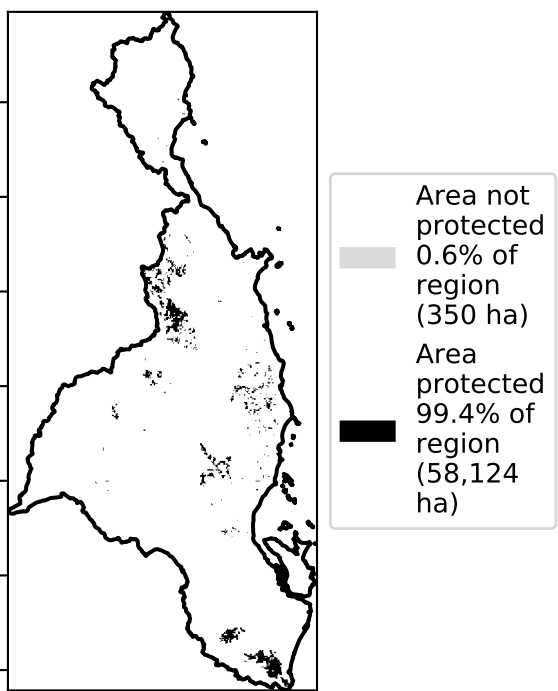 Area not
protected
0.6% of
region
(350 ha)
Area
protected
99.4% of
region
(58,124
ha)